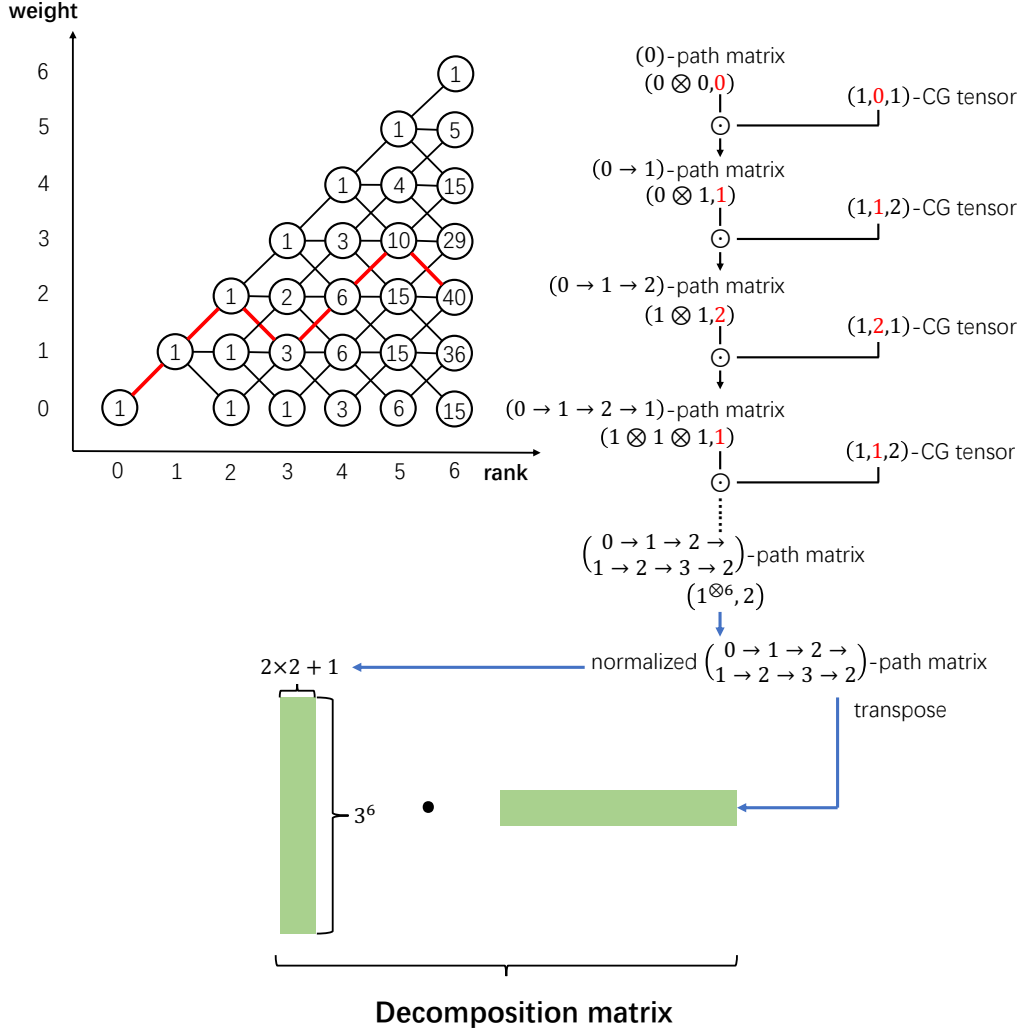 weight
6
1
5
1
5
4
1
4
15
3
1
3
10
29
2
1
2
6
15
40
1
1
1
3
6
15
36
0
1
1
1
3
6
15
0
1
2
3
4
5
6
rank
(0)-path matrix
(0 ⊗ 0,0)
(1,0,1)-CG tensor
⊙
(0 → 1)-path matrix
(0 ⊗ 1,1)
(1,1,2)-CG tensor
⊙
(0 → 1 → 2)-path matrix
(1 ⊗ 1,2)
(1,2,1)-CG tensor
⊙
(0 → 1 → 2 → 1)-path matrix
(1 ⊗ 1 ⊗ 1,1)
(1,1,2)-CG tensor
⊙
(0 → 1 → 2 →
1 → 2 → 3 → 2)-path matrix
(1^{⊗6}, 2)
normalized (0 → 1 → 2 →
1 → 2 → 3 → 2)-path matrix
2×2 + 1
transpose
3^6
Decomposition matrix